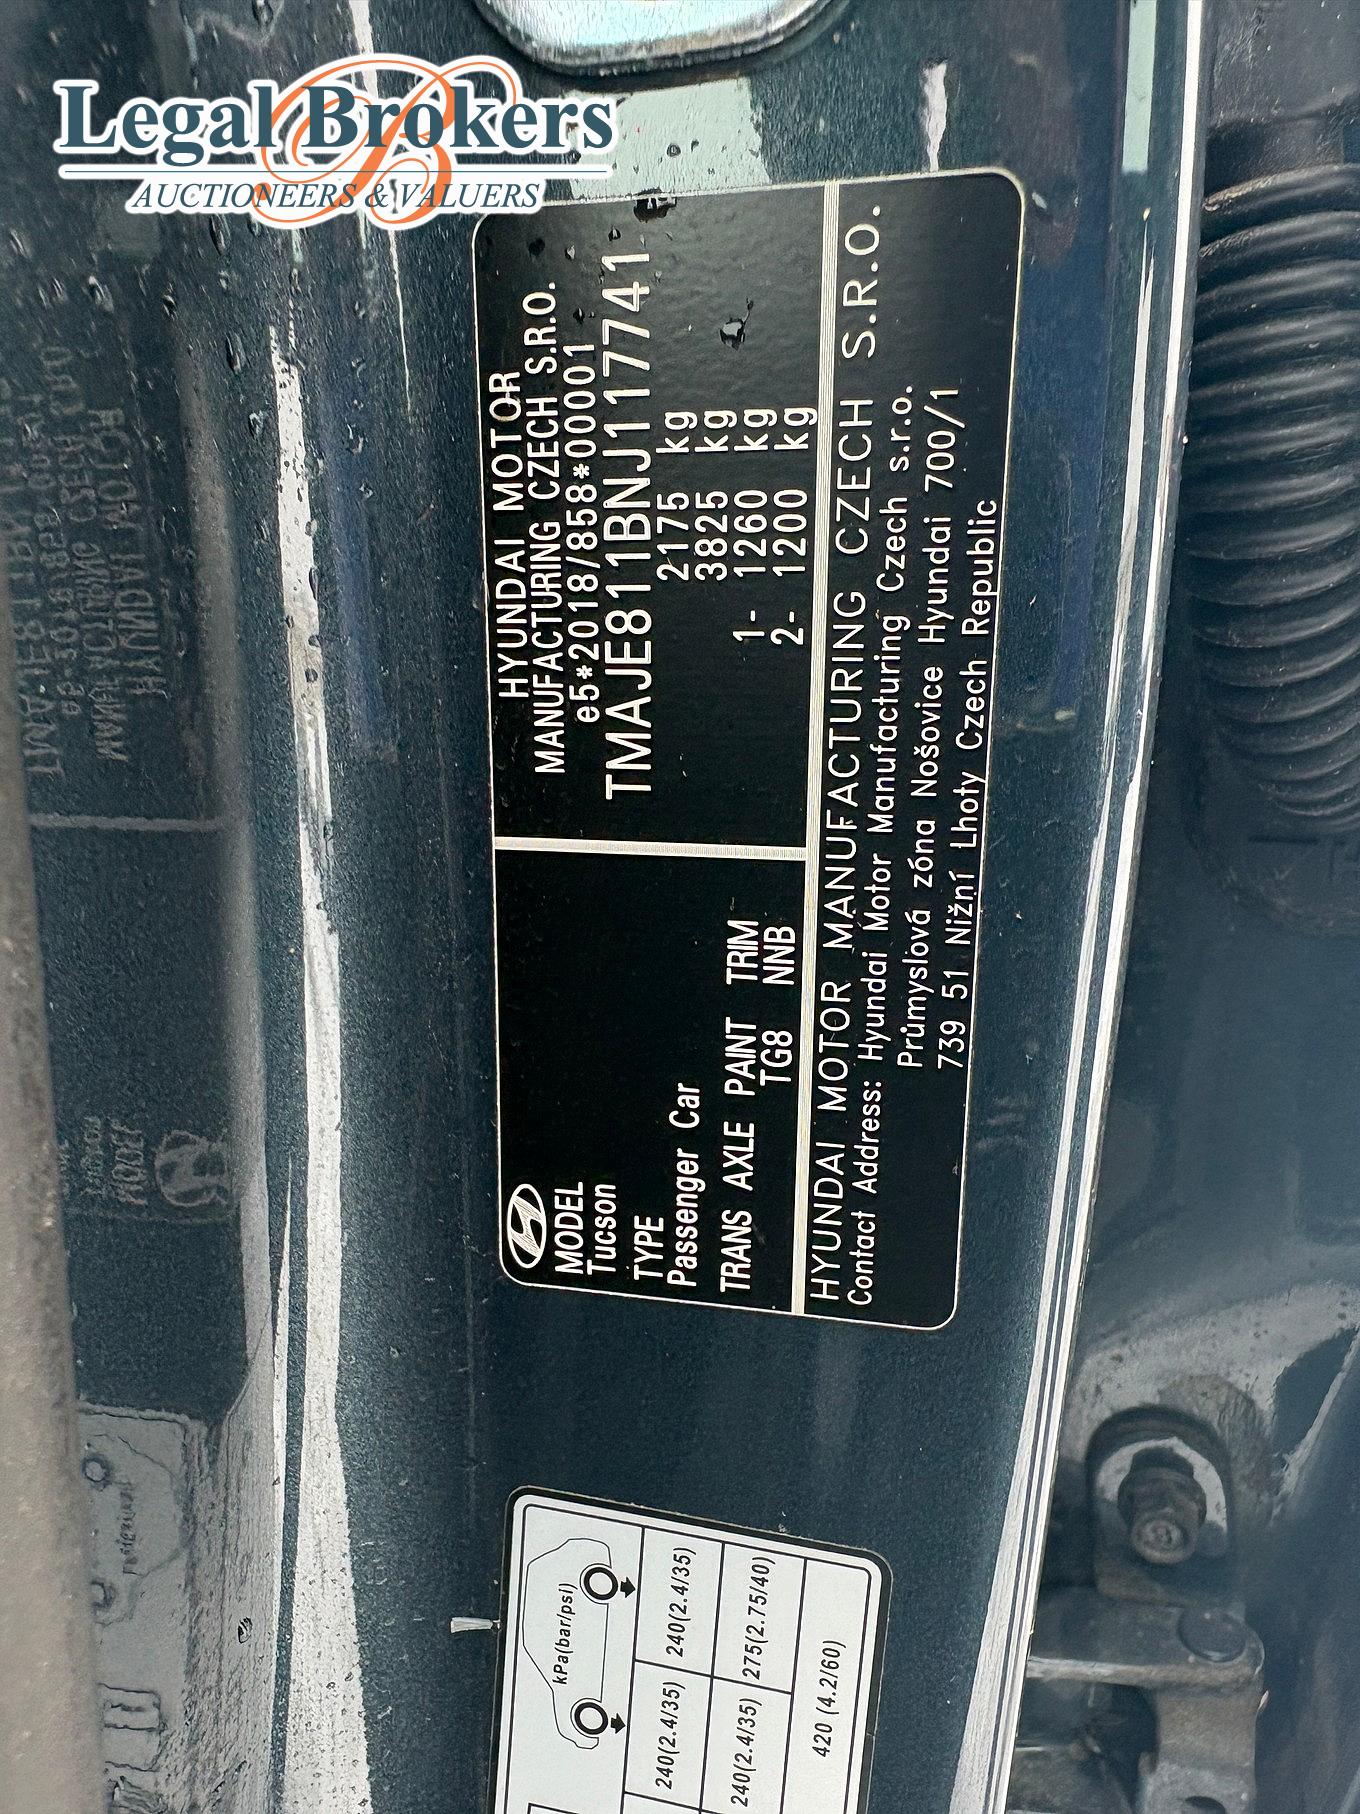 Legal Brokers
AUCTIONEERS & VALUERS
HYUNDAI MOTOR
MANUFACTURING CZECH S.R.O.
e5*2018/858*00001
TMAJE811BNJ117741
2175 kg
3825 kg
1- 1260 kg
2- 1200 kg
MODEL
Tucson
TYPE
Passenger Car
TRANS AXLE PAINT TRIM
TG8 NNB
HYUNDAI MOTOR MANUFACTURING CZECH S.R.O.
Contact Address: Hyundai Motor Manufacturing Czech s.r.o.
Průmyslová zóna Nošovice Hyundai 700/1
739 51 Nižní Lhoty Czech Republic
kPa(bar/psi)
240(2.4/35) 240(2.4/35)
240(2.4/35) 275(2.75/40)
420 (4.2/60)